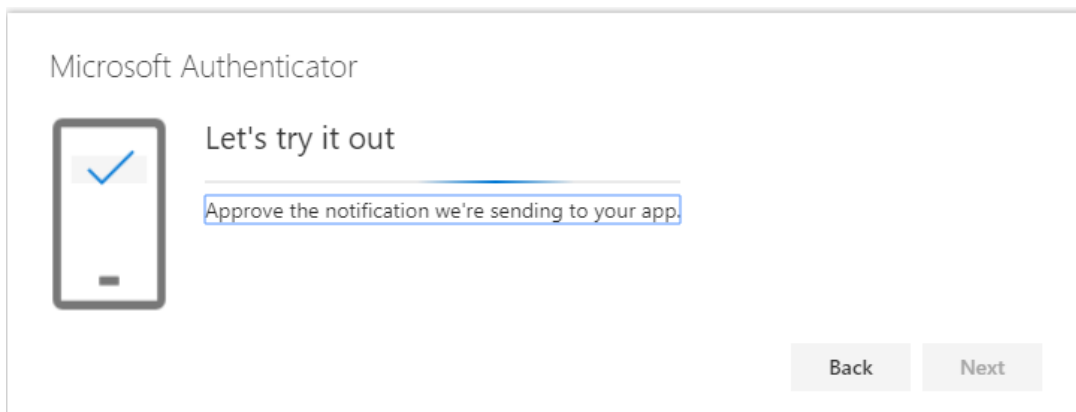 Microsoft Authenticator
Let's try it out
Approve the notification we're sending to your app.
Back
Next